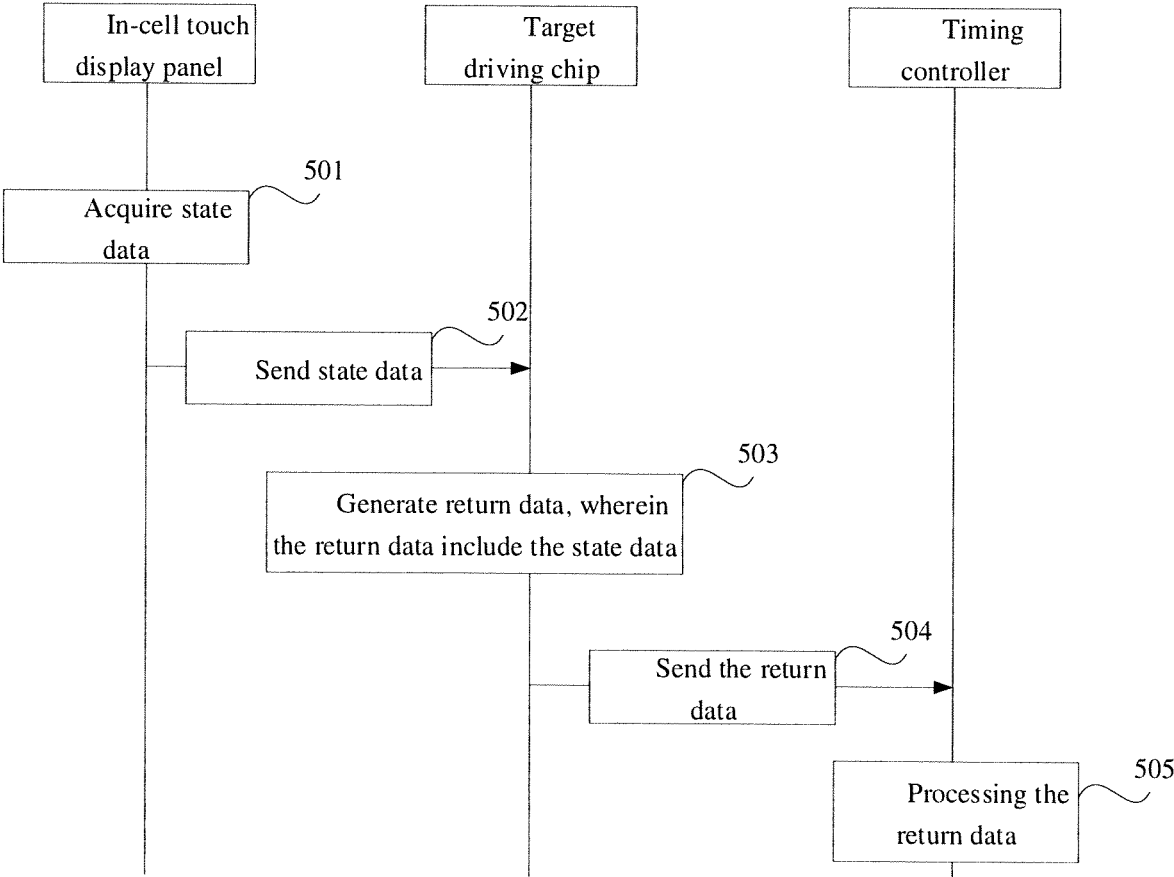 In-cell touch
display panel
Target
driving chip
Timing
controller
501
Acquire state
data
502
Send state data
503
Generate return data, wherein
the return data include the state data
504
Send the return
data
505
Processing the
return data